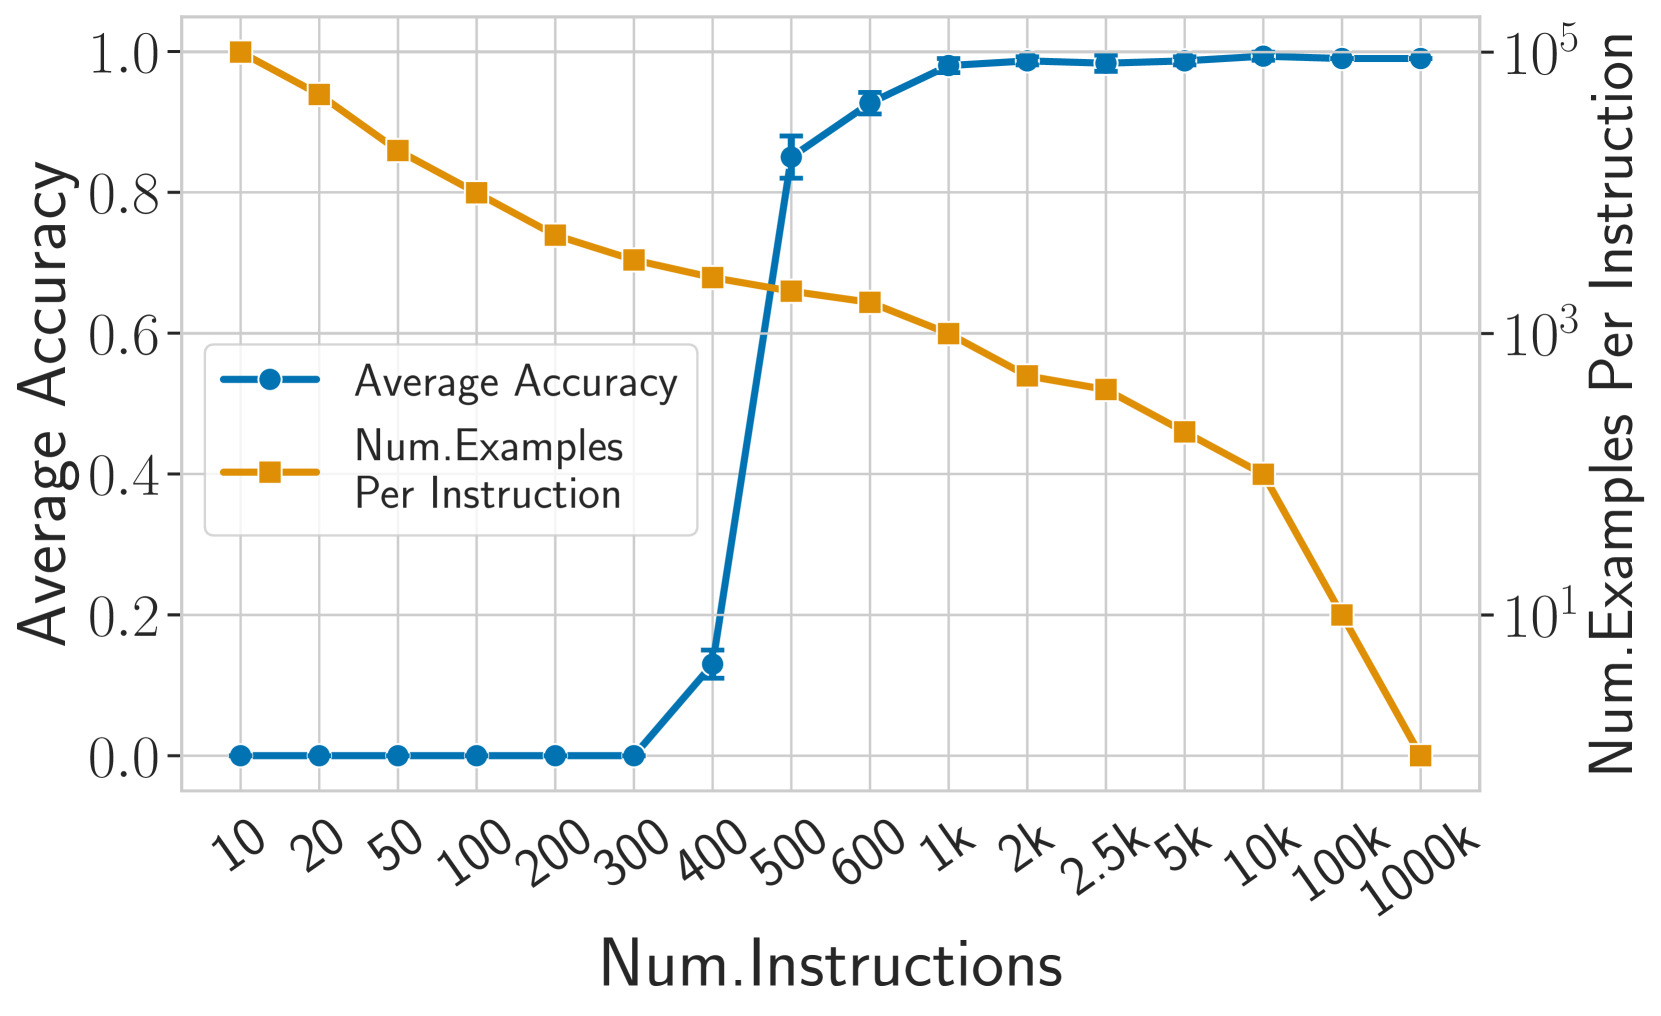 Average Accuracy
1.0
0.8
0.6
0.4
0.2
0.0
Average Accuracy
Num.Examples
Per Instruction
10^5
10^3
10^1
Num.Examples Per Instruction
10
20
50
100
200
300
400
500
600
1k
2k
2.5k
5k
10k
100k
1000k
Num.Instructions